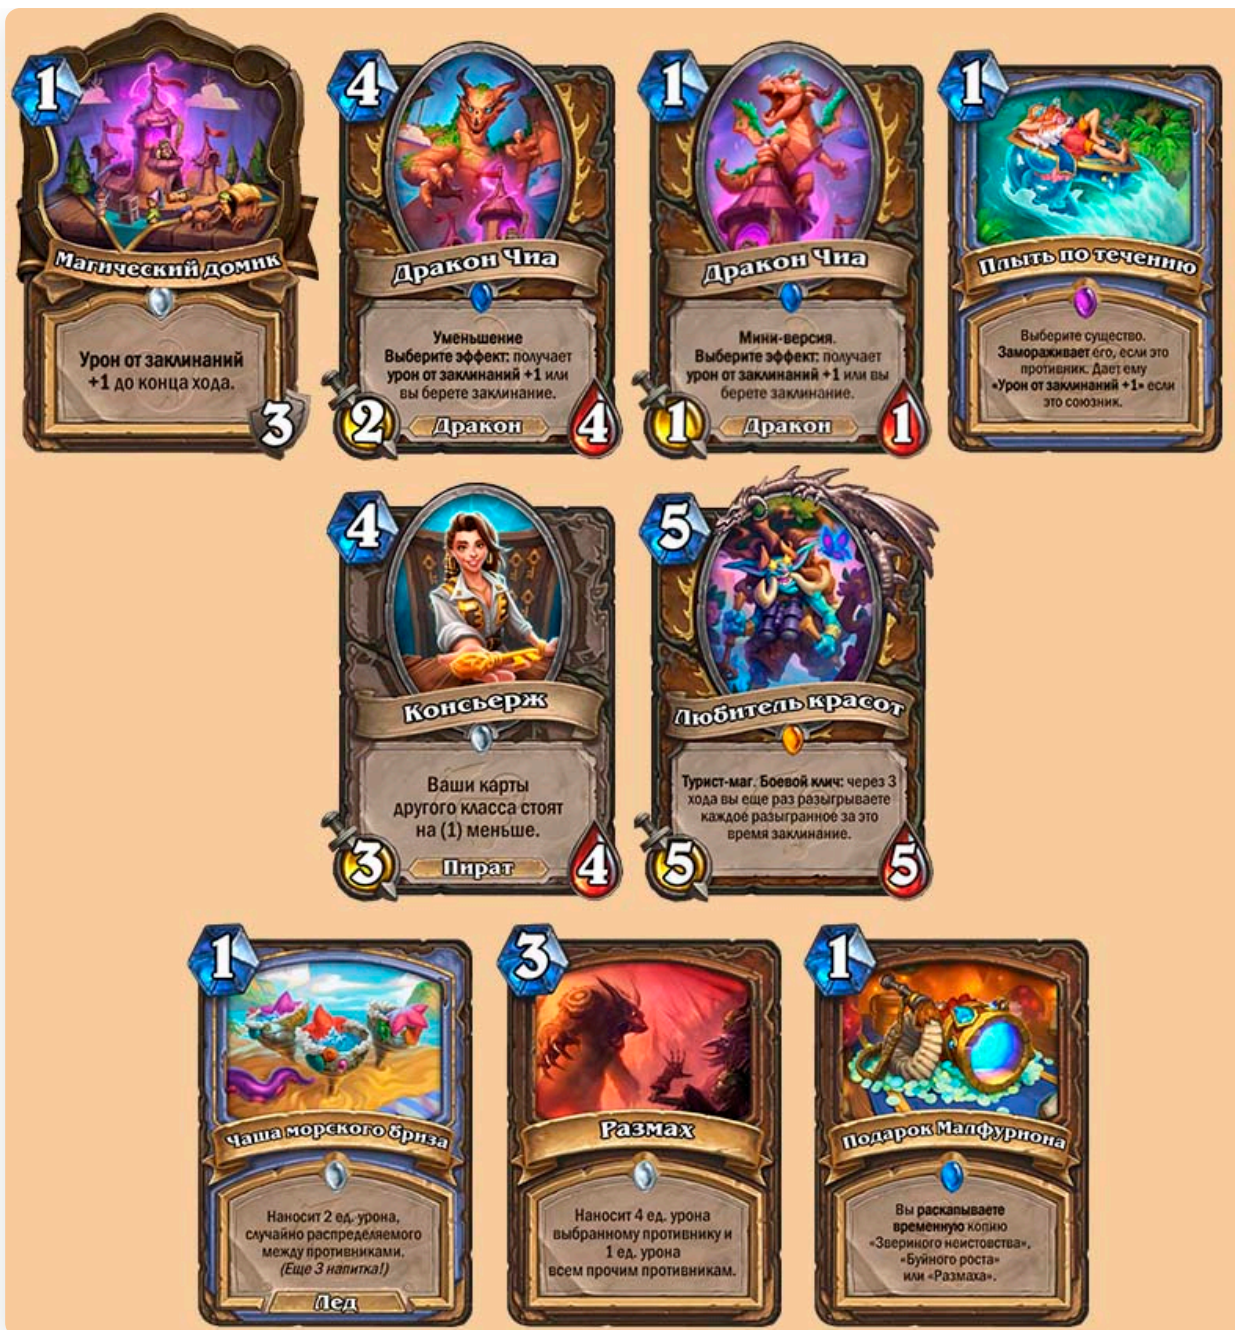 1
Магический домик
Урон от заклинаний
+1 до конца хода.
3
4
Дракон Чиа
Уменьшение
Выберите эффект: получает
урон от заклинаний +1 или
вы берете заклинание.
2
Дракон
4
1
Дракон Чиа
Мини-версия.
Выберите эффект: получает
урон от заклинаний +1 или вы
берете заклинание.
1
Дракон
1
1
Плыть по течению
Выберите существо.
Замораживает его, если это
противник. Дает ему
«Урон от заклинаний +1» если
это союзник.
4
Консьерж
Ваши карты
другого класса стоят
на (1) меньше.
3
Пират
4
5
Любитель красот
Турист-маг. Боевой клич: через 3
хода вы еще раз разыгрываете
каждое разыгранное за это
время заклинание.
5
5
1
Чаша морского бриза
Наносит 2 ед. урона,
случайно распределяемого
между противниками.
(Еще 3 напитка!)
Лед
3
Размах
Наносит 4 ед. урона
выбранному противнику и
1 ед. урона
всем прочим противникам.
1
Подарок Малфуриона
Вы раскапываете
временную копию
«Звериного неистовства»,
«Буйного роста»
или «Размаха».